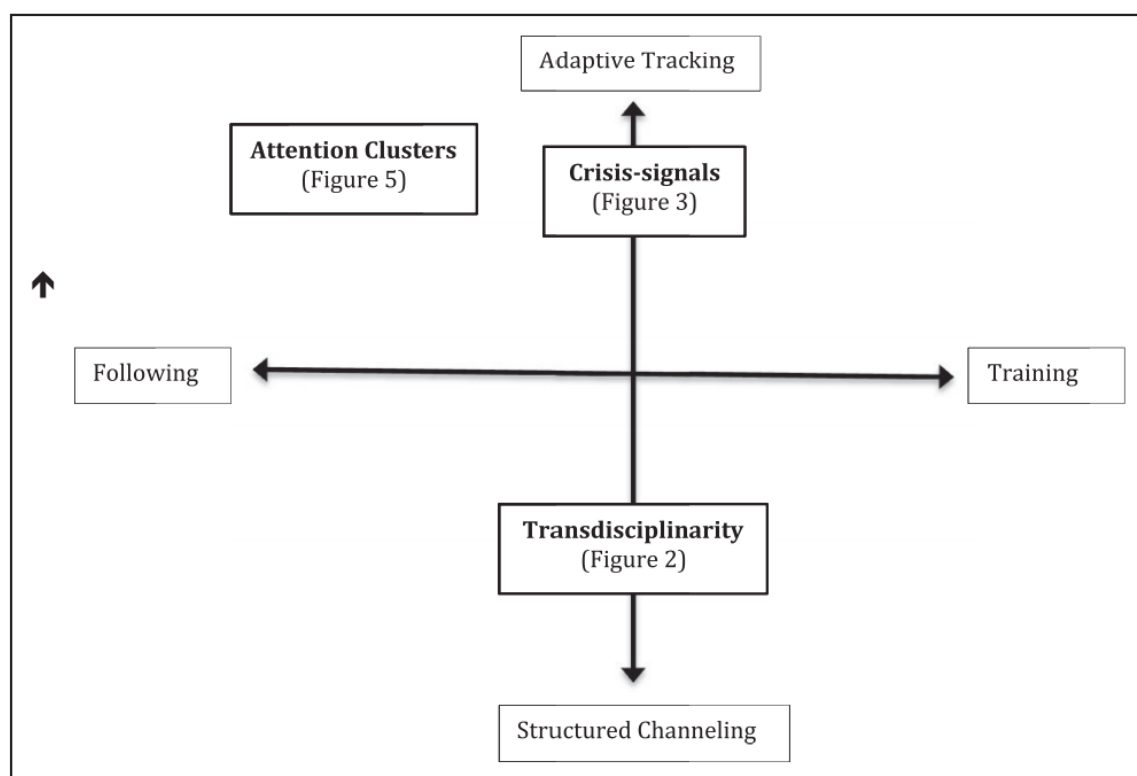 Adaptive Tracking
Attention Clusters
(Figure 5)
Crisis-signals
(Figure 3)
Following
Training
Transdisciplinarity
(Figure 2)
Structured Channeling